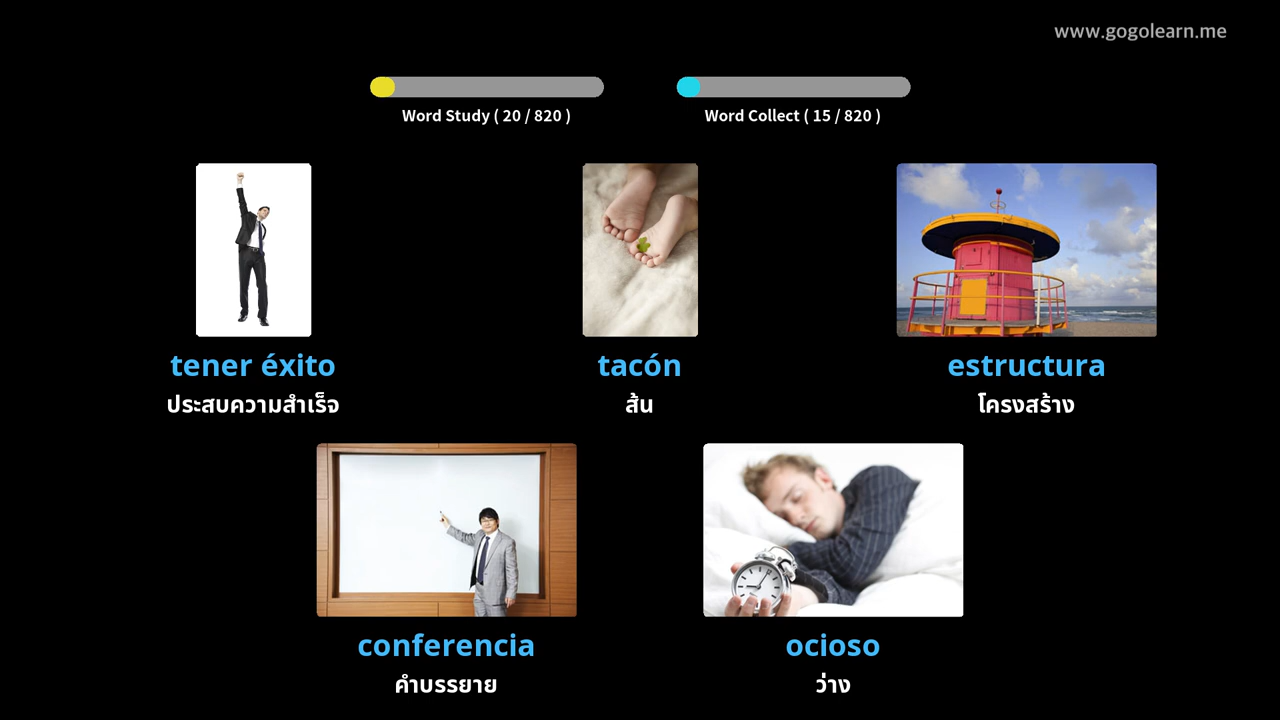 www.gogolearn.me
Word Study ( 20 / 820 )
Word Collect ( 15 / 820 )
tener éxito
ประสบความสำเร็จ
tacón
ส้น
estructura
โครงสร้าง
conferencia
คำบรรยาย
ocioso
ว่าง